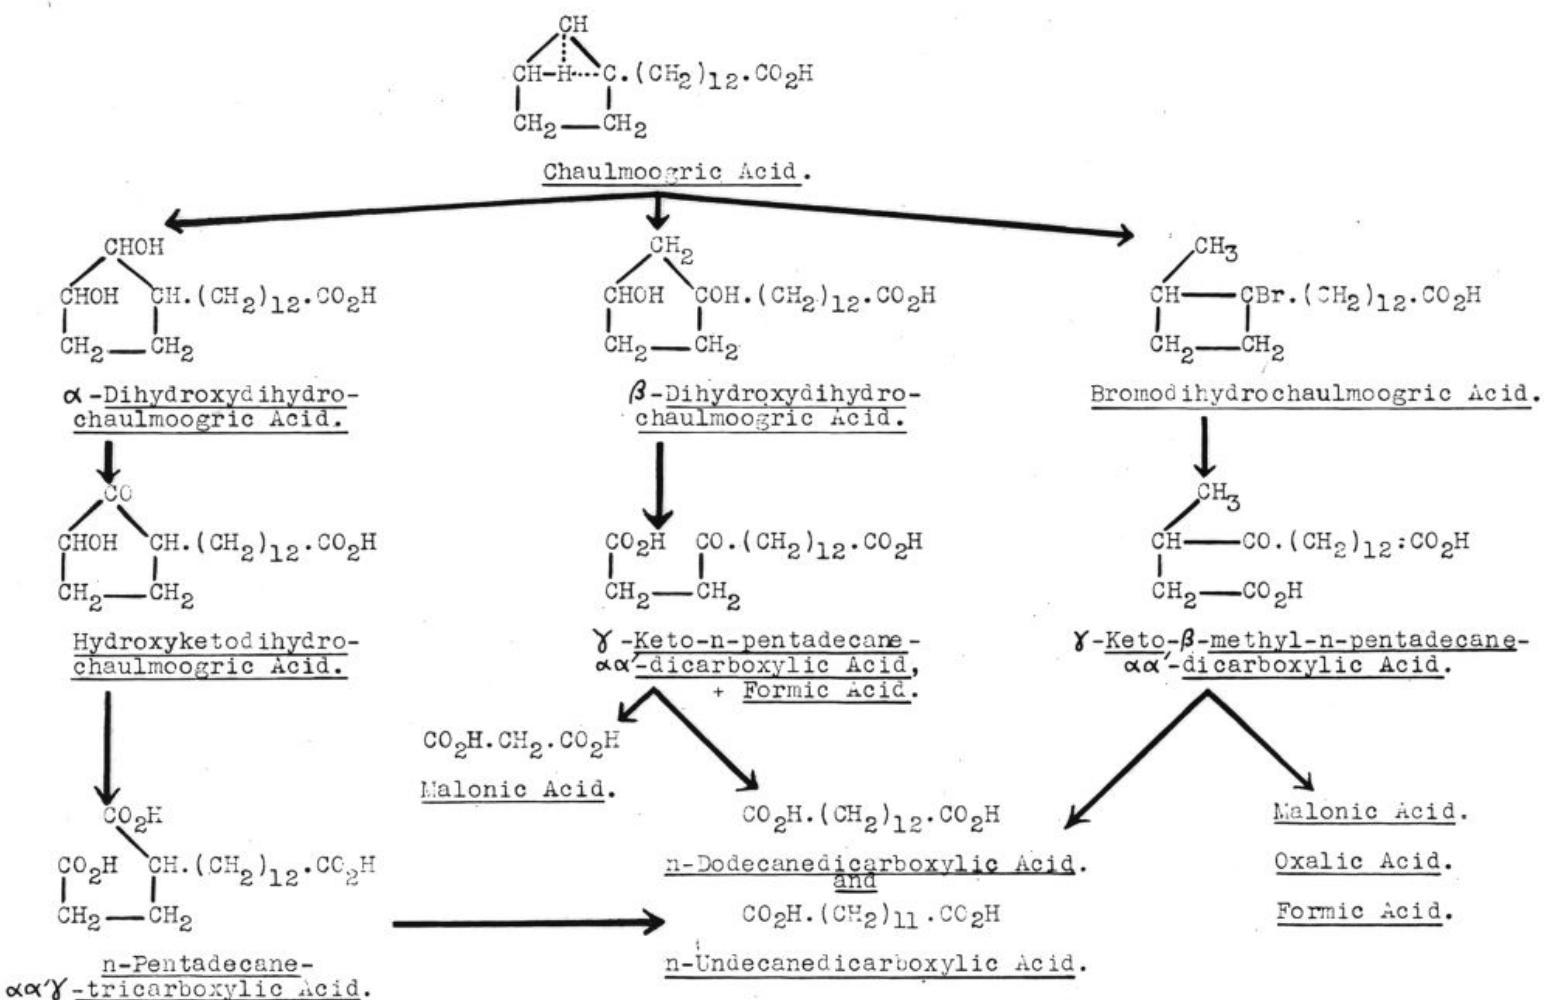 CH
CH-H····C.(CH2)12.CO2H
CH2—CH2
Chaulmoogric Acid.
CHOH
CHOH CH.(CH2)12.CO2H
CH2—CH2
α-Dihydroxydihydro-
chaulmoogric Acid.
CH2
CHOH COH.(CH2)12.CO2H
CH2—CH2
β-Dihydroxydihydro-
chaulmoogric Acid.
CH3
CH—CBr.(CH2)12.CO2H
CH2—CH2
Bromodihydrochaulmoogric Acid.
CO
CHOH CH.(CH2)12.CO2H
CH2—CH2
Hydroxyketodihydro-
chaulmoogric Acid.
CO2H CO.(CH2)12.CO2H
CH2—CH2
γ-Keto-n-pentadecane-
αα'-dicarboxylic Acid,
+ Formic Acid.
CH3
CH—CO.(CH2)12:CO2H
CH2—CO2H
γ-Keto-β-methyl-n-pentadecane-
αα'-dicarboxylic Acid.
CO2H.CH2.CO2H
Malonic Acid.
CO2H
CO2H CH.(CH2)12.CO2H
CH2—CH2
n-Pentadecane-
αα'γ-tricarboxylic Acid.
CO2H.(CH2)12.CO2H
n-Dodecanedicarboxylic Acid.
and
CO2H.(CH2)11.CO2H
n-Undecanedicarboxylic Acid.
Malonic Acid.
Oxalic Acid.
Formic Acid.